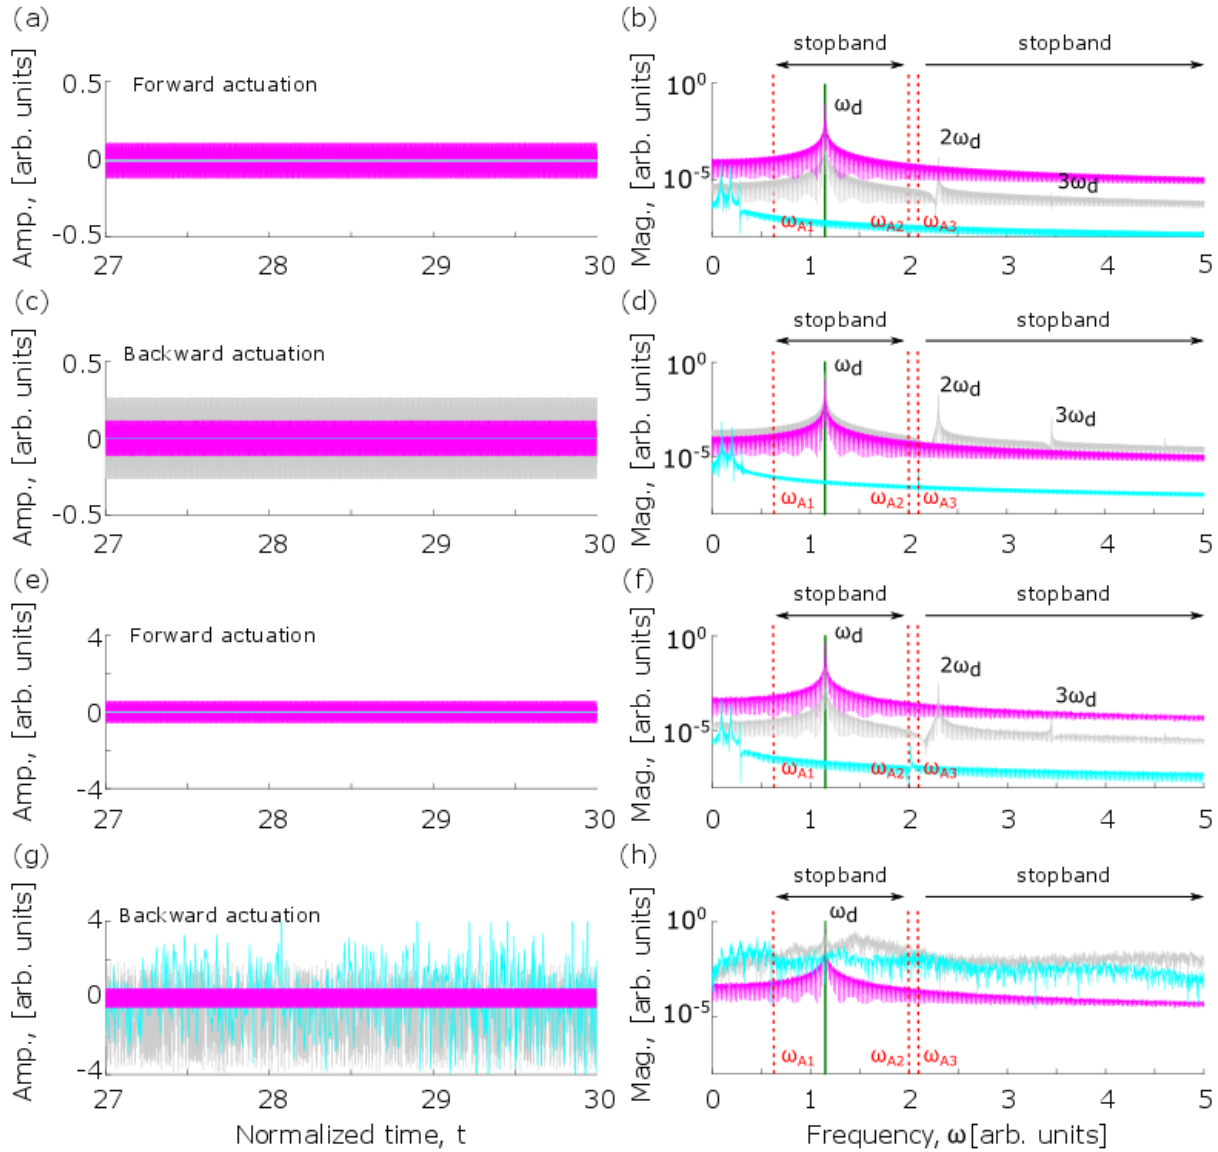 (a)
Amp., [arb. units]
0.5
0
-0.5
Forward actuation
27 28 29 30
(b)
Mag., [arb. units]
stopband stopband
10^0
10^-5
ω_d
2ω_d
3ω_d
ω_A1 ω_A2 ω_A3
0 1 2 3 4 5
(c)
Amp., [arb. units]
0.5
0
-0.5
Backward actuation
27 28 29 30
(d)
Mag., [arb. units]
stopband stopband
10^0
10^-5
ω_d
2ω_d
3ω_d
ω_A1 ω_A2 ω_A3
0 1 2 3 4 5
(e)
Amp., [arb. units]
4
0
-4
Forward actuation
27 28 29 30
(f)
Mag., [arb. units]
stopband stopband
10^0
10^-5
ω_d
2ω_d
3ω_d
ω_A1 ω_A2 ω_A3
0 1 2 3 4 5
(g)
Amp., [arb. units]
4
0
-4
Backward actuation
27 28 29 30
Normalized time, t
(h)
Mag., [arb. units]
stopband stopband
10^0
10^-5
ω_d
ω_A1 ω_A2 ω_A3
0 1 2 3 4 5
Frequency, ω[arb. units]